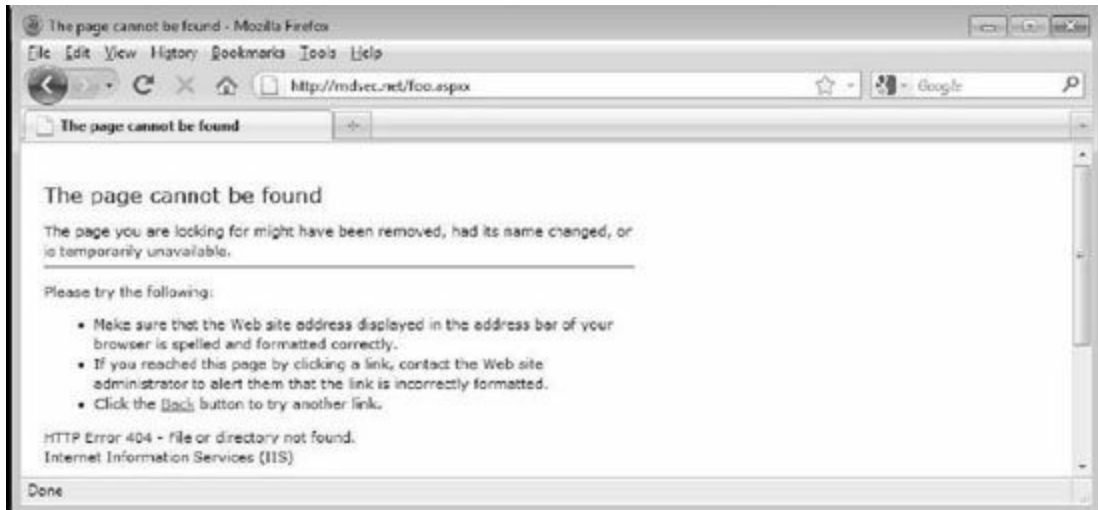 The page cannot be found - Mozilla Firefox
File Edit View History Bookmarks Tools Help
http://mdsec.net/foo.aspxx
Google
The page cannot be found
The page cannot be found
The page you are looking for might have been removed, had its name changed, or
is temporarily unavailable.
Please try the following:
• Make sure that the Web site address displayed in the address bar of your
browser is spelled and formatted correctly.
• If you reached this page by clicking a link, contact the Web site
administrator to alert them that the link is incorrectly formatted.
• Click the Back button to try another link.
HTTP Error 404 - File or directory not found.
Internet Information Services (IIS)
Done